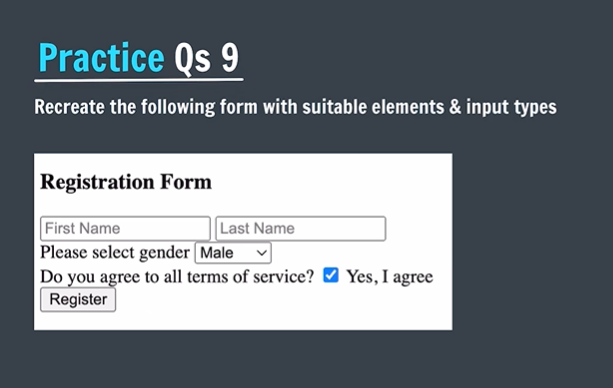 Practice Qs 9
Recreate the following form with suitable elements & input types
Registration Form
First Name Last Name
Please select gender Male
Do you agree to all terms of service? Yes, I agree
Register